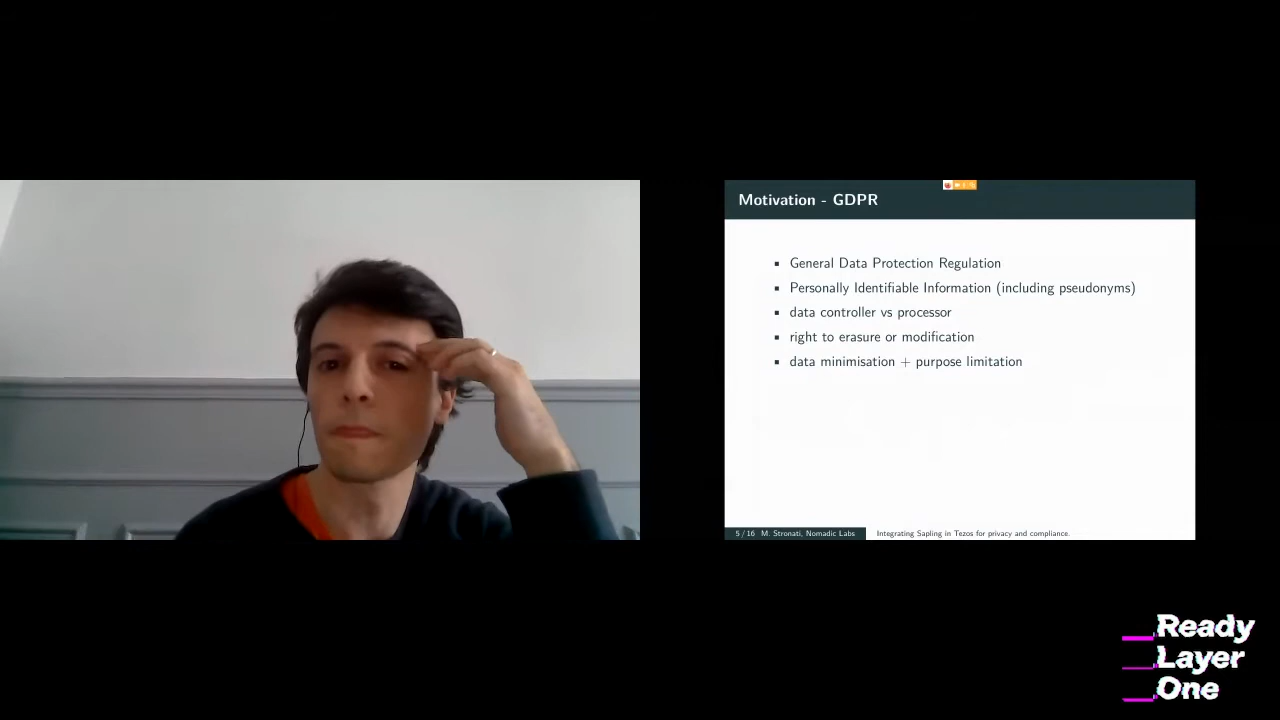 Motivation - GDPR
General Data Protection Regulation
Personally Identifiable Information (including pseudonyms)
data controller vs processor
right to erasure or modification
data minimisation + purpose limitation
5 / 16 M. Stronati, Nomadic Labs
Integrating Sapling in Tezos for privacy and compliance.
Ready
Layer
One